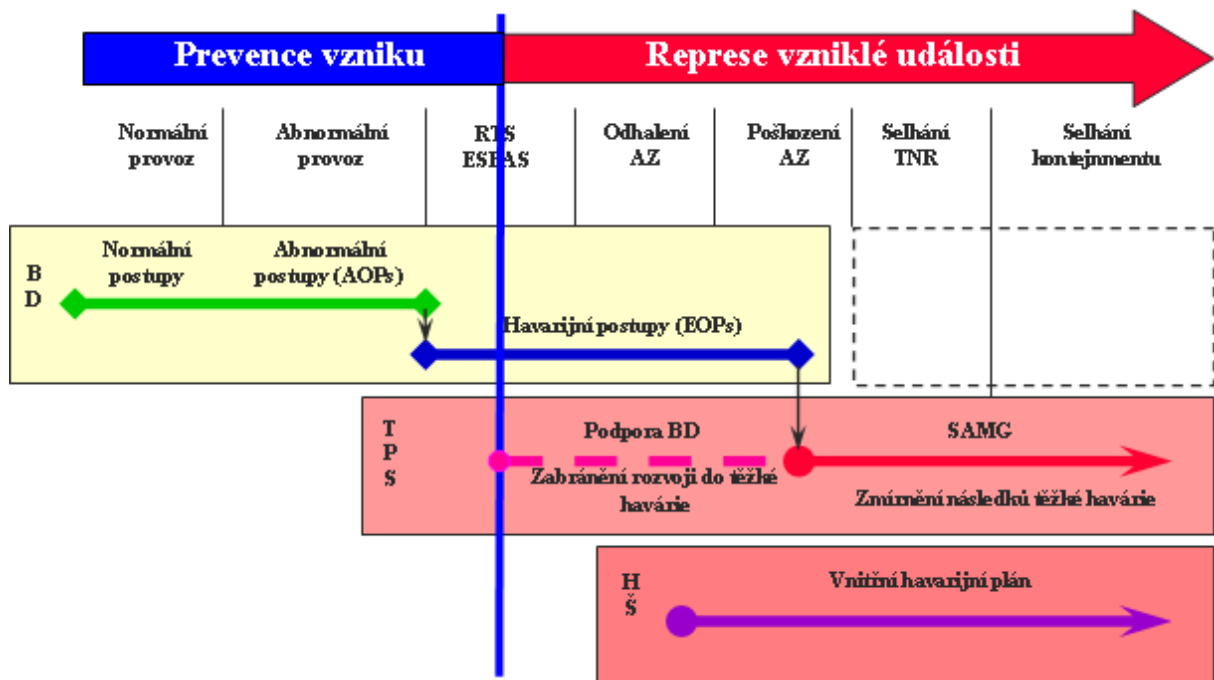 Prevence vzniku
Represe vzniklé události
Normální
provoz
Abnormální
provoz
RTS
ESFAS
Odhalení
AZ
Poškození
AZ
Selhání
TNR
Selhání
kontejnmentu
B
D
Normální
postupy
Abnormální
postupy (AOPs)
Havarijní postupy (EOPs)
T
P
S
Podpora BD
SAMG
Zabránění rozvoji do těžké
havárie
Zmírnění následků těžké havárie
H
Š
Vnitřní havarijní plán